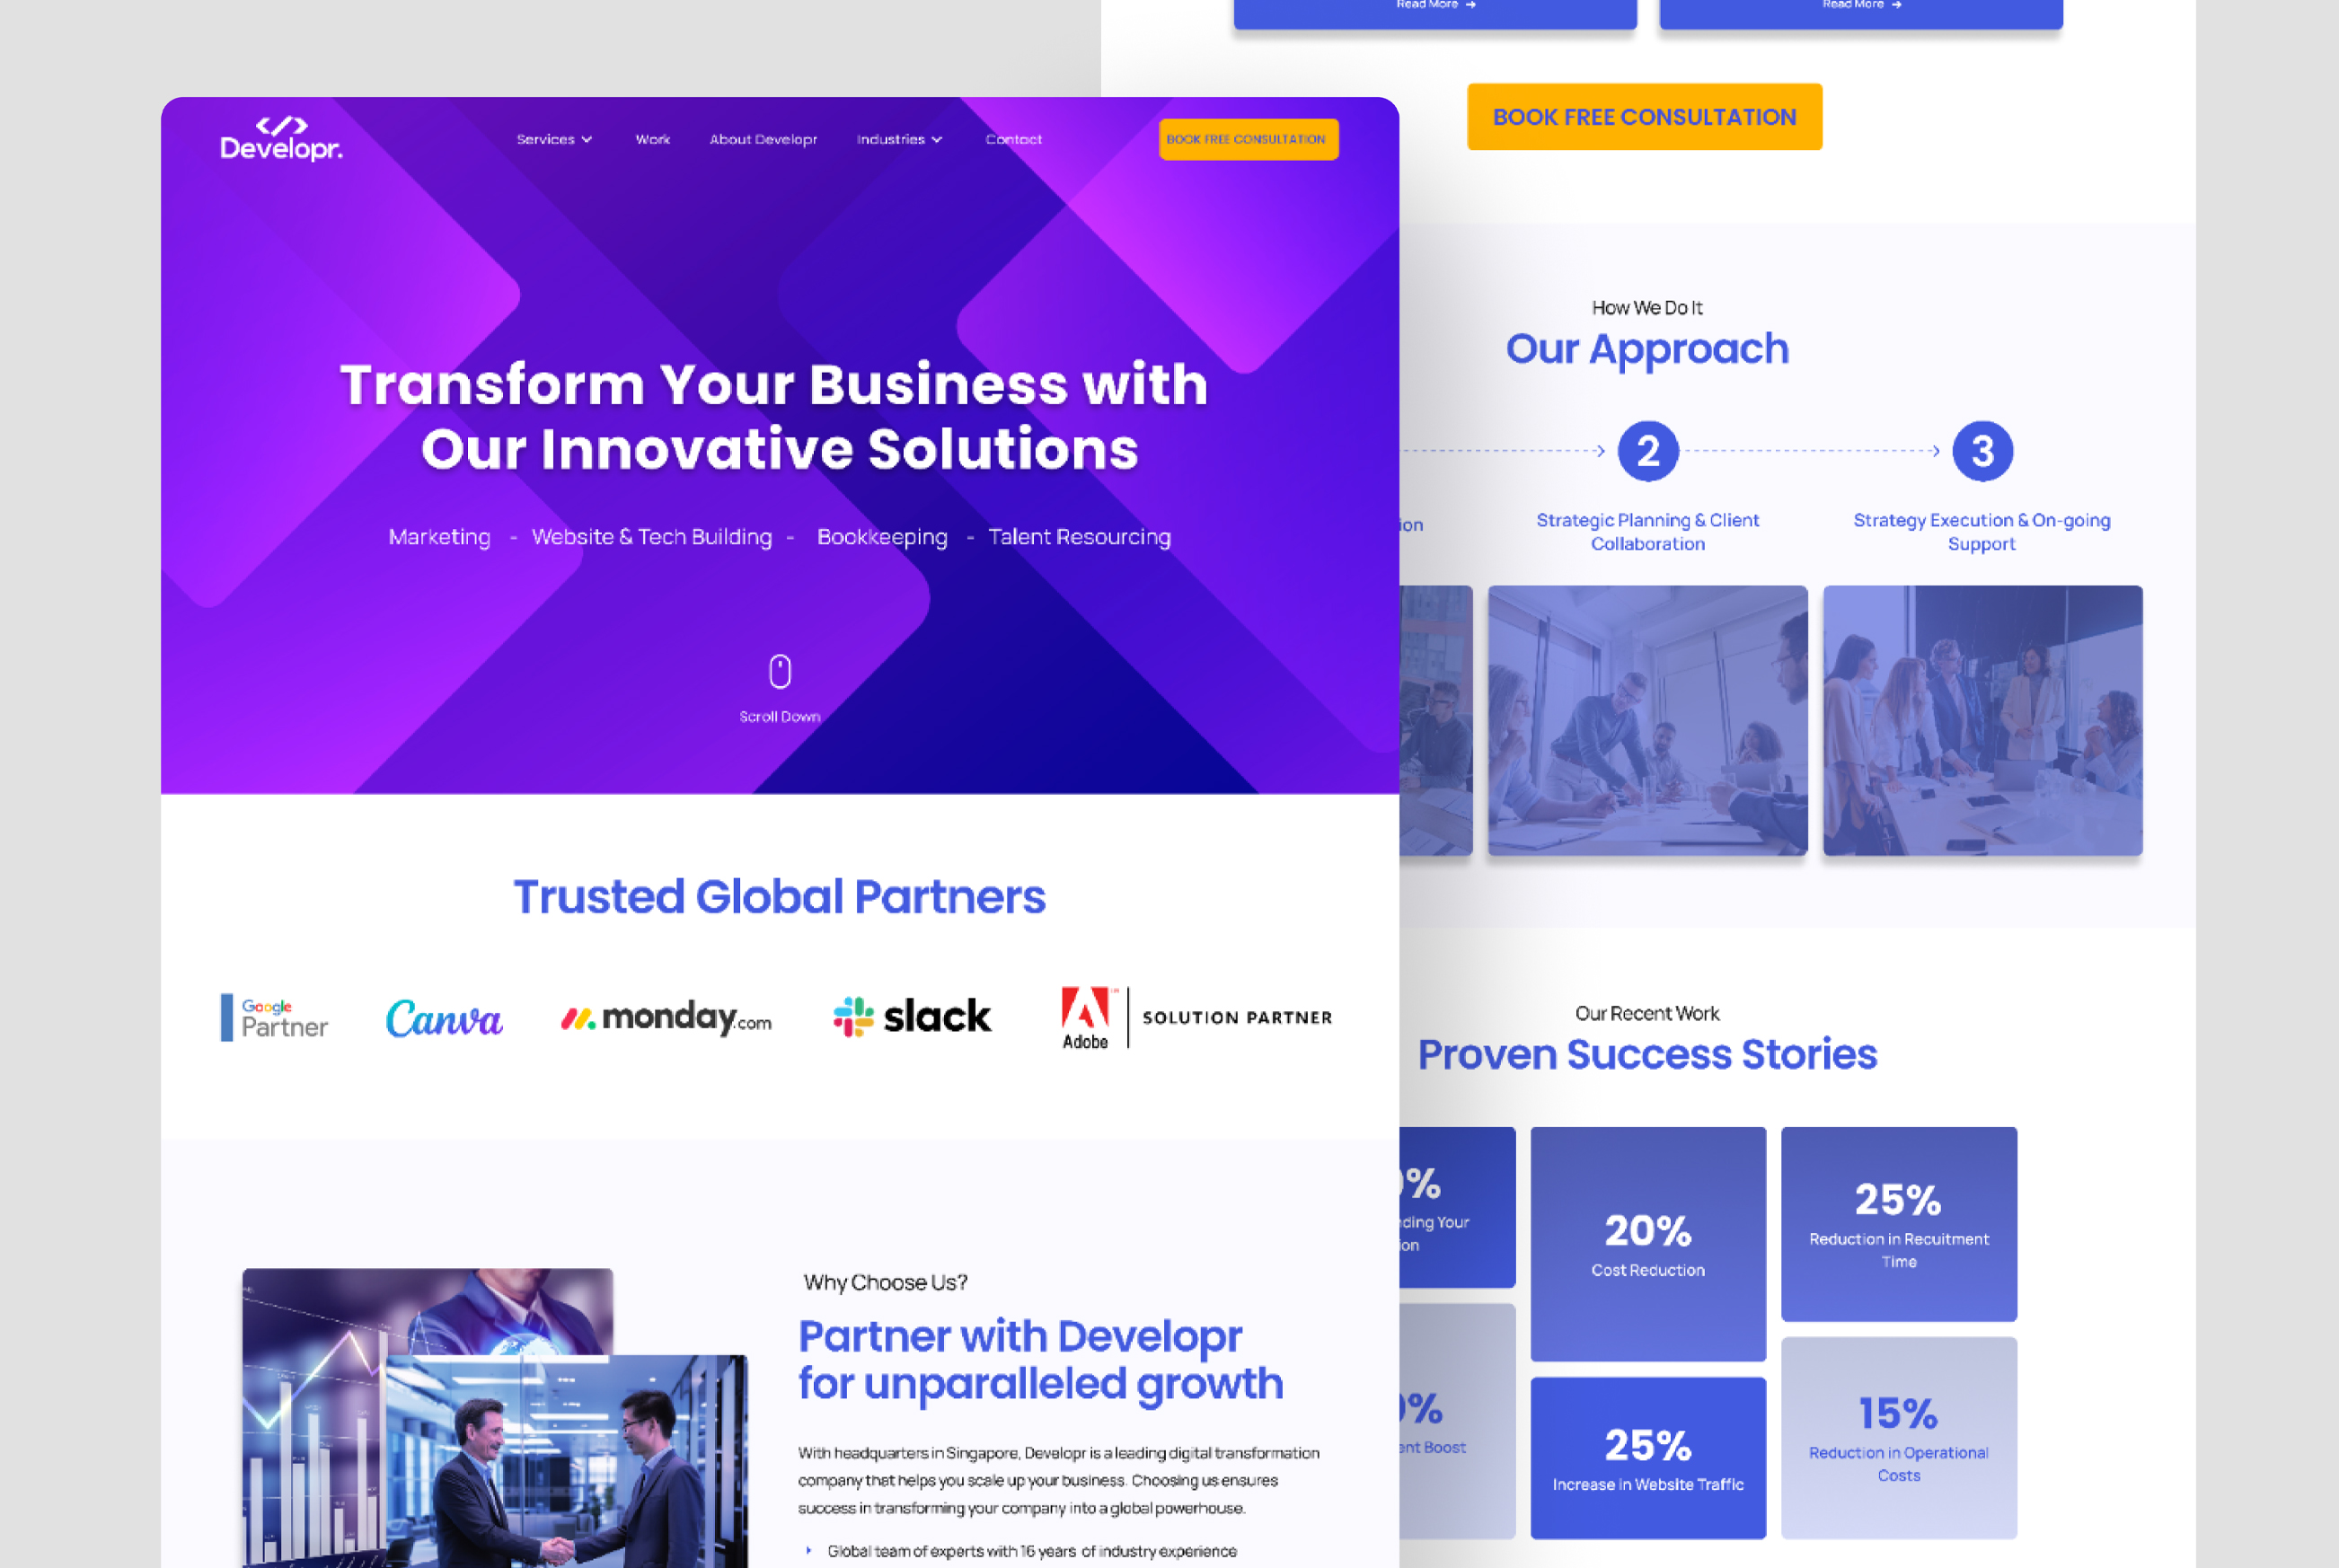 Developr.
Services
Work
About Developr
Industries
Contact
BOOK FREE CONSULTATION
Transform Your Business with
Our Innovative Solutions
Marketing - Website & Tech Building - Bookkeeping - Talent Resourcing
Scroll Down
Trusted Global Partners
Google
Partner
Canva
monday.com
slack
Adobe
SOLUTION PARTNER
Why Choose Us?
Partner with Developr
for unparalleled growth
With headquarters in Singapore, Developr is a leading digital transformation
company that helps you scale up your business. Choosing us ensures
success in transforming your company into a global powerhouse.
Global team of experts with 16 years of industry experience
Read More
Read More
BOOK FREE CONSULTATION
How We Do It
Our Approach
2
3
ion
Strategic Planning & Client
Collaboration
Strategy Execution & On-going
Support
Our Recent Work
Proven Success Stories
%
ding Your
ion
20%
Cost Reduction
25%
Reduction in Recuitment
Time
%
ent Boost
25%
Increase in Website Traffic
15%
Reduction in Operational
Costs